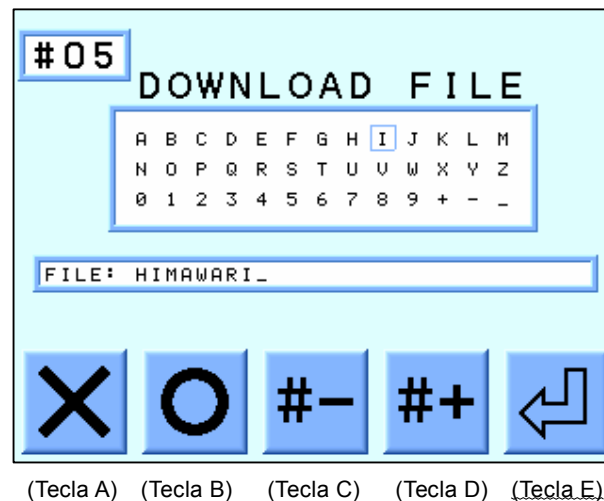 #05
DOWNLOAD FILE
A B C D E F G H I J K L M
N O P Q R S T U V W X Y Z
0 1 2 3 4 5 6 7 8 9 + - _
FILE: HIMAWARI_
#- #+
(Tecla A) (Tecla B) (Tecla C) (Tecla D) (Tecla E)